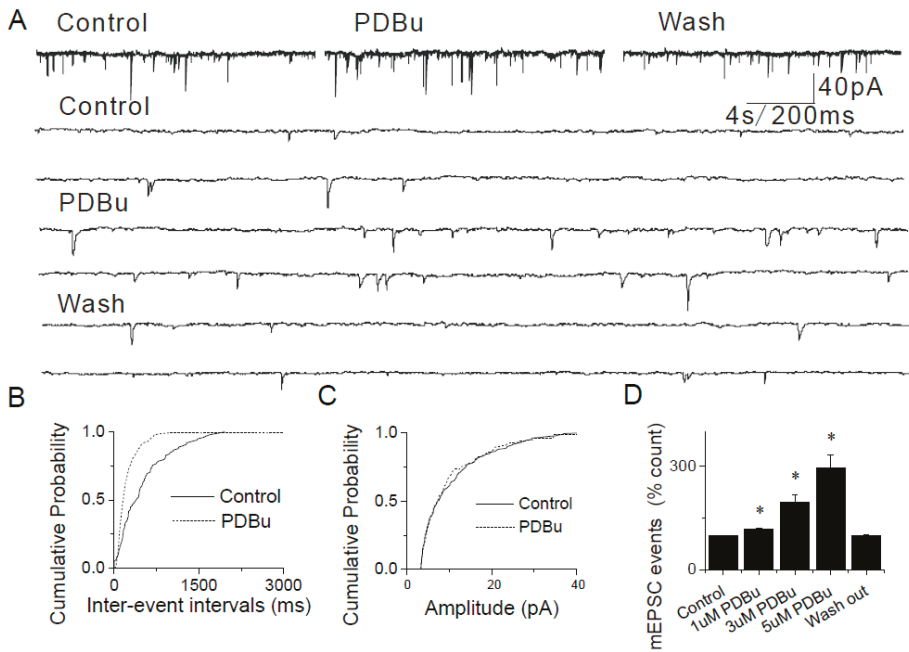 A
Control PDBu Wash
40pA
4s/200ms
Control
PDBu
Wash
B
Cumulative Probability
1.0
0.5
0.0
0 1500 3000
Inter-event intervals (ms)
Control
PDBu
C
Cumulative Probability
1.0
0.5
0.0
0 20 40
Amplitude (pA)
Control
PDBu
D
mEPSC events (% count)
300
0
* * *
Control
1uM PDBu
3uM PDBu
5uM PDBu
Wash out